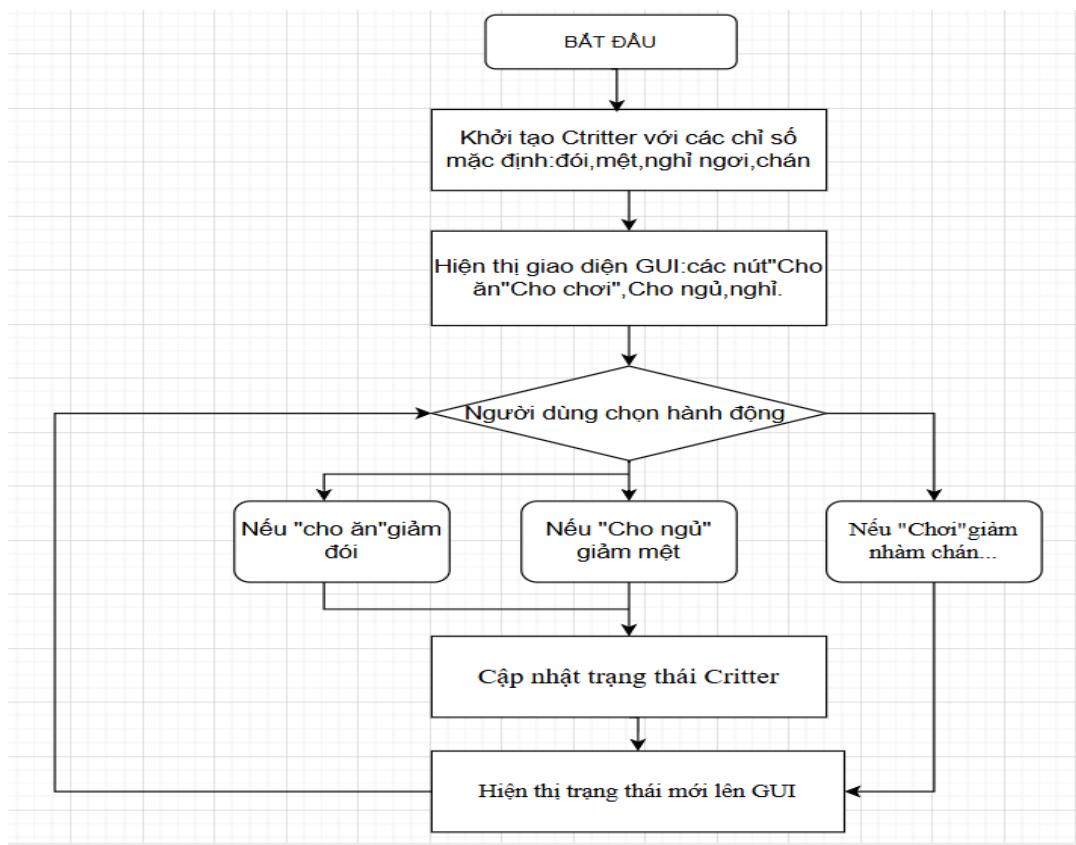 BẮT ĐẦU
Khởi tạo Ctritter với các chỉ số
mặc định:đói,mệt,nghỉ ngơi,chán
Hiện thị giao diện GUI:các nút"Cho
ăn"Cho chơi",Cho ngủ,nghỉ.
Người dùng chọn hành động
Nếu "cho ăn"giảm
đói
Nếu "Cho ngủ"
giảm mệt
Nếu "Chơi"giảm
nhàm chán...
Cập nhật trạng thái Critter
Hiện thị trạng thái mới lên GUI